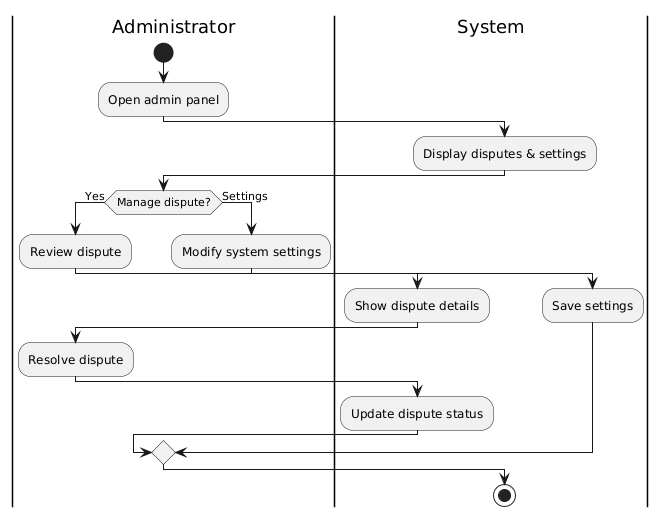 Administrator
System
Open admin panel
Display disputes & settings
Manage dispute?
Yes
Settings
Review dispute
Modify system settings
Show dispute details
Save settings
Resolve dispute
Update dispute status